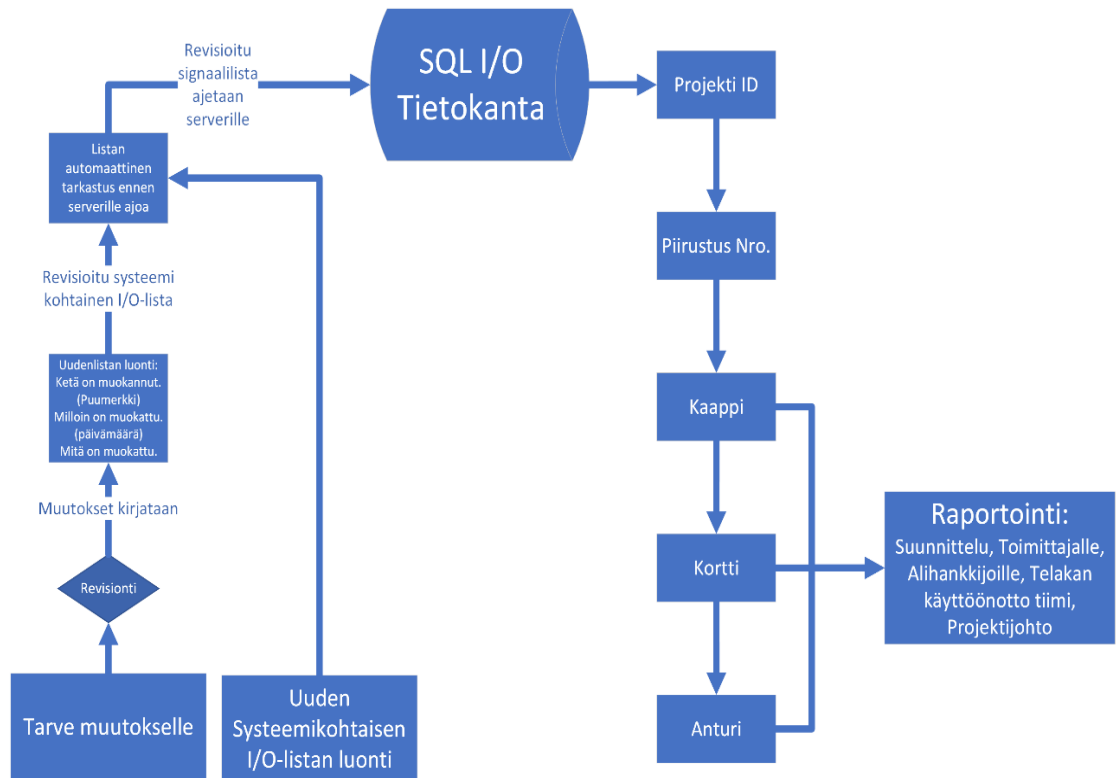 Revisioitu
signaalilista
ajetaan
serverille
SQL I/O
Tietokanta
Projekti ID
Listan
automaattinen
tarkastus ennen
serverille ajoa
Piirustus Nro.
Revisioitu systeemi
kohtainen I/O-lista
Uudenlistan luonti:
Ketä on muokannut.
(Puumerkki)
Milloin on muokattu.
(päivämäärä)
Mitä on muokattu.
Kaappi
Muutokset kirjataan
Revisionti
Kortti
Raportointi:
Suunnittelu, Toimittajalle,
Alihankkijoille, Telakan
käyttöönotto tiimi,
Projektijohto
Tarve muutokselle
Uuden
Systeemikohtaisen
I/O-listan luonti
Anturi